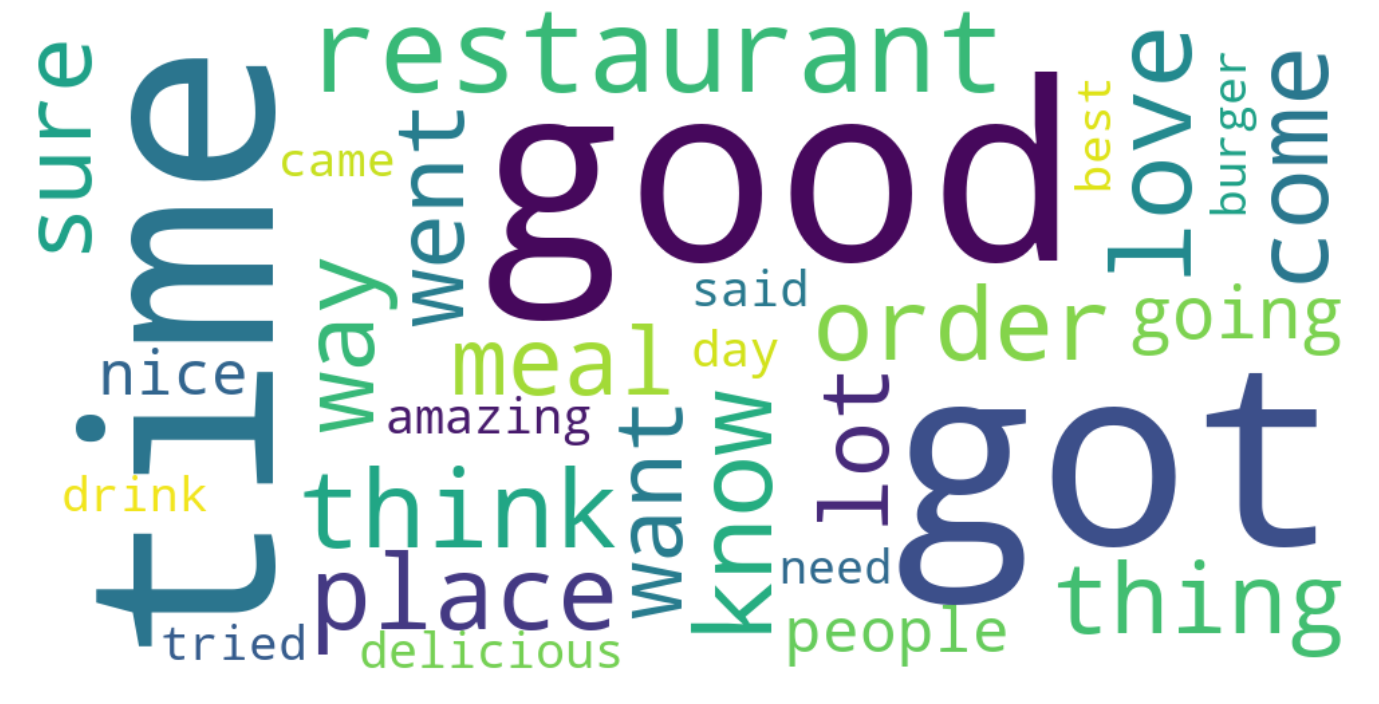 sure
time
restaurant
came
went
good
best
love
burger
come
said
way
order
going
nice
meal
day
amazing
want
know
lot
got
drink
think
need
place
thing
tried
delicious
people